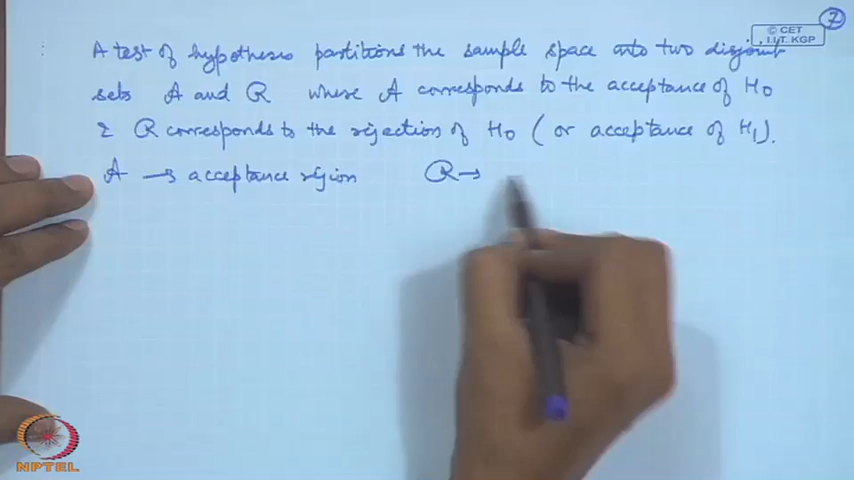 7
© CET
I.I.T. KGP
A test of hypothesis partitions the sample space into two disjoint
sets A and R where A corresponds to the acceptance of H0
& R corresponds to the rejection of H0 (or acceptance of H1).
A → acceptance region R →
NPTEL